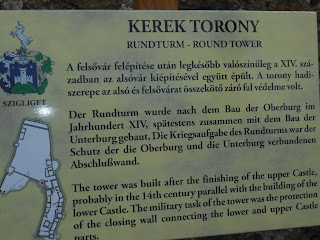 KEREK TORONY
RUNDTURM - ROUND TOWER
SZIGLIGET
A felsővár felépítése után legkésőbb valószínűleg a XIV. szá-
zadban az alsóvár kiépítésével együtt épült. A torony hadi-
szerepe az alsó és felsővárat összekötő záró fal védelme volt.
Der Rundturm wurde nach dem Bau der Oberburg im
Jahrhundert XIV, spätestens zusammen mit dem Bau der
Unterburg gebaut. Die Kriegsaufgabe des Rundturms war der
Schutz der die Oberburg und die Unterburg verbundenen
Abschlußwand.
The tower was built after the finishing of the upper Castle,
probably in the 14th century parallel with the building of the
lower Castle. The military task of the tower was the protection
of the closing wall connecting the lower and upper Castle
parts.